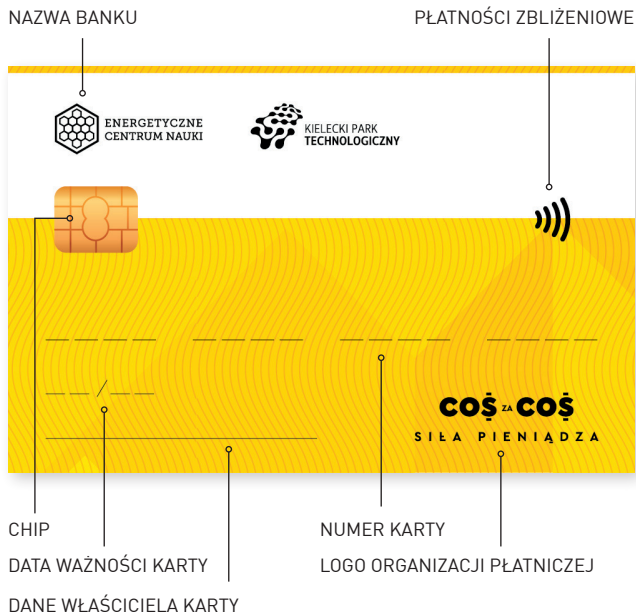 NAZWA BANKU
PŁATNOŚCI ZBLIŻENIOWE
ENERGETYCZNE
CENTRUM NAUKI
KIELECKI PARK
TECHNOLOGICZNY
COŚ ZA COŚ
SIŁA PIENIĄDZA
CHIP
NUMER KARTY
DATA WAŻNOŚCI KARTY
LOGO ORGANIZACJI PŁATNICZEJ
DANE WŁAŚCICIELA KARTY